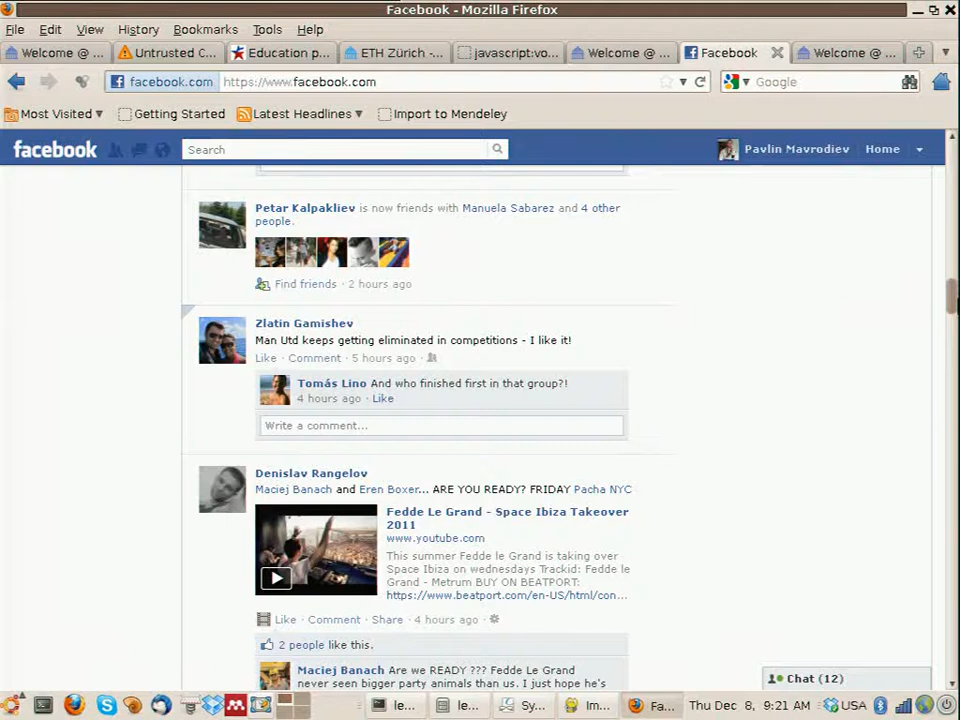 Facebook - Mozilla Firefox
File Edit View History Bookmarks Tools Help
Welcome @ ... Untrusted C... Education p... ETH Zürich -... javascript:vo... Welcome @ ... Facebook Welcome @ ...
facebook.com https://www.facebook.com Google
Most Visited Getting Started Latest Headlines Import to Mendeley
facebook Search Pavlin Mavrodiev Home
Petar Kalpakliev is now friends with Manuela Sabarez and 4 other
people.
Find friends · 2 hours ago
Zlatin Gamishev
Man Utd keeps getting eliminated in competitions - I like it!
Like · Comment · 5 hours ago ·
Tomás Lino And who finished first in that group?!
4 hours ago · Like
Write a comment...
Denislav Rangelov
Maciej Banach and Eren Boxer... ARE YOU READY? FRIDAY Pacha NYC
Fedde Le Grand - Space Ibiza Takeover
2011
www.youtube.com
This summer Fedde le Grand is taking over
Space Ibiza on wednesdays Trackid: Fedde le
Grand - Metrum BUY ON BEATPORT:
https://www.beatport.com/en-US/html/con...
Like · Comment · Share · 4 hours ago ·
2 people like this.
Maciej Banach Are we READY ??? Fedde Le Grand
never seen bigger party animals than us. I just hope he's
Chat (12)
le... le... Sy... Im... Fa... Thu Dec 8, 9:21 AM USA